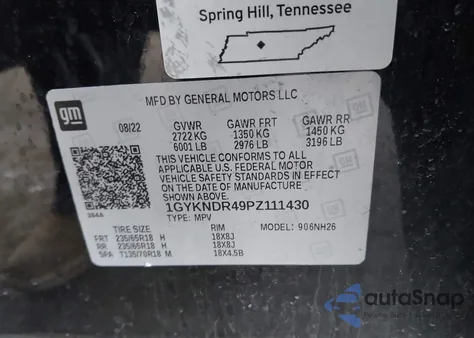 Spring Hill, Tennessee
gm
MFD BY GENERAL MOTORS LLC
08/22 GVWR GAWR FRT GAWR RR
2722 KG 1350 KG 1450 KG
6001 LB 2976 LB 3196 LB
THIS VEHICLE CONFORMS TO ALL
APPLICABLE U.S. FEDERAL MOTOR
VEHICLE SAFETY STANDARDS IN EFFECT
ON THE DATE OF MANUFACTURE
SHOWN ABOVE.
384A 1GYKNDR49PZ111430
TYPE: MPV
TIRE SIZE RIM MODEL: 906NH26
FRT 235/65R18 H 18X8J
RR 235/65R18 H 18X8J
SPA T135/70R18 M 18X4.5B
autoSnap